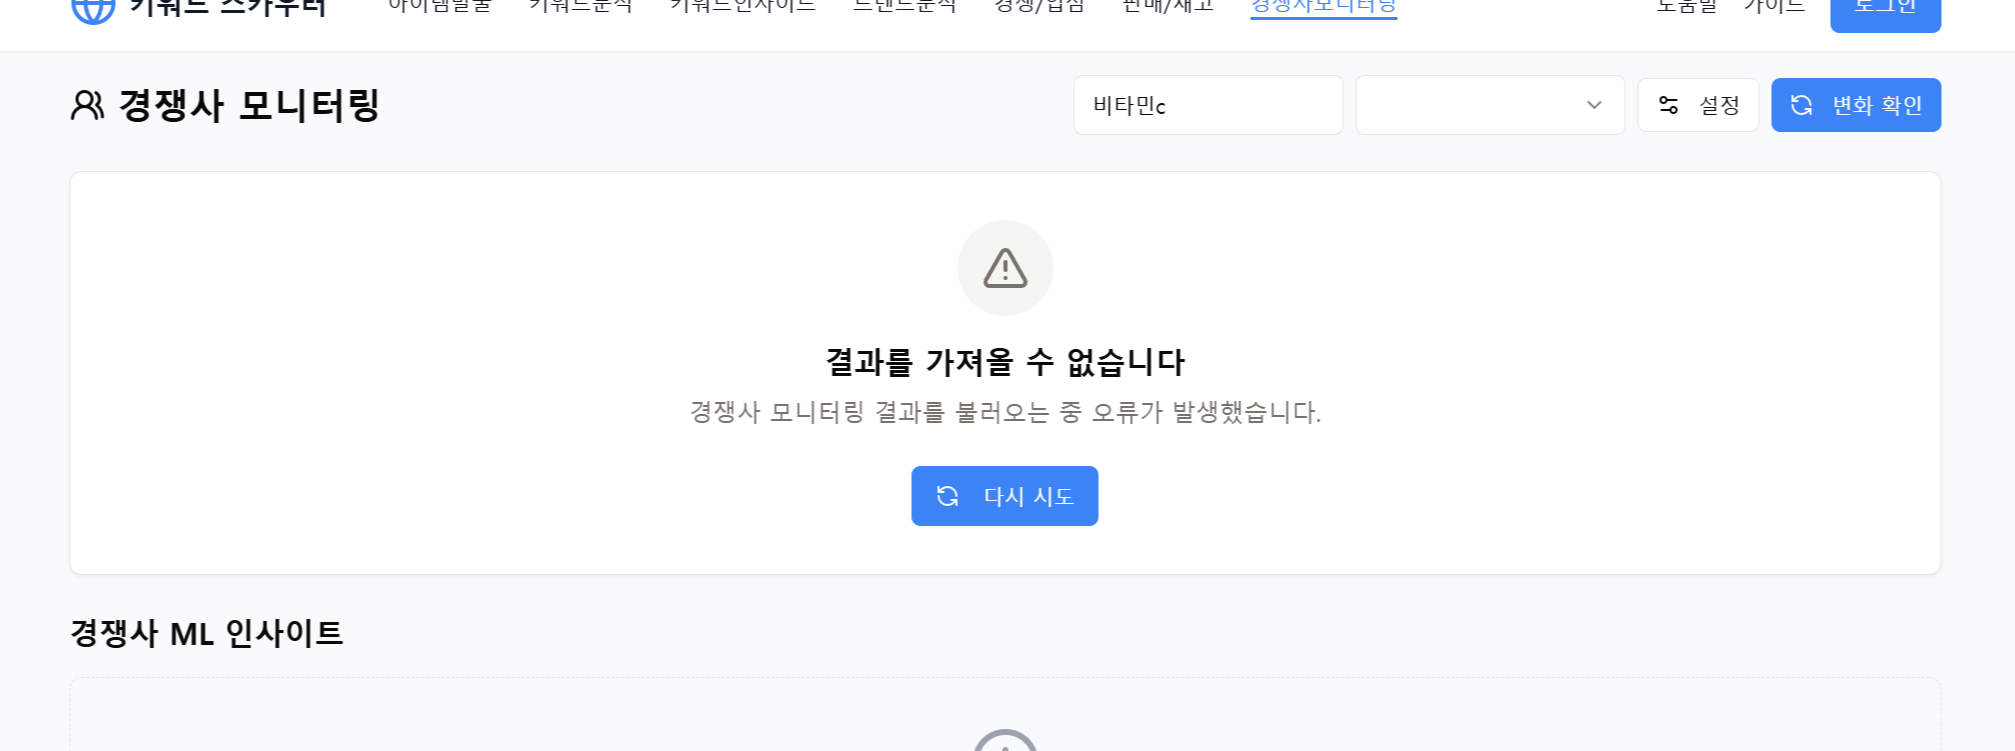 키워드 스카우터
아이템발굴 키워드분석 키워드인사이트 트렌드분석 경쟁/입점 판매/재고 경쟁사모니터링 도움말 가이드 로그인
경쟁사 모니터링
비타민c
설정
변화 확인
결과를 가져올 수 없습니다
경쟁사 모니터링 결과를 불러오는 중 오류가 발생했습니다.
다시 시도
경쟁사 ML 인사이트